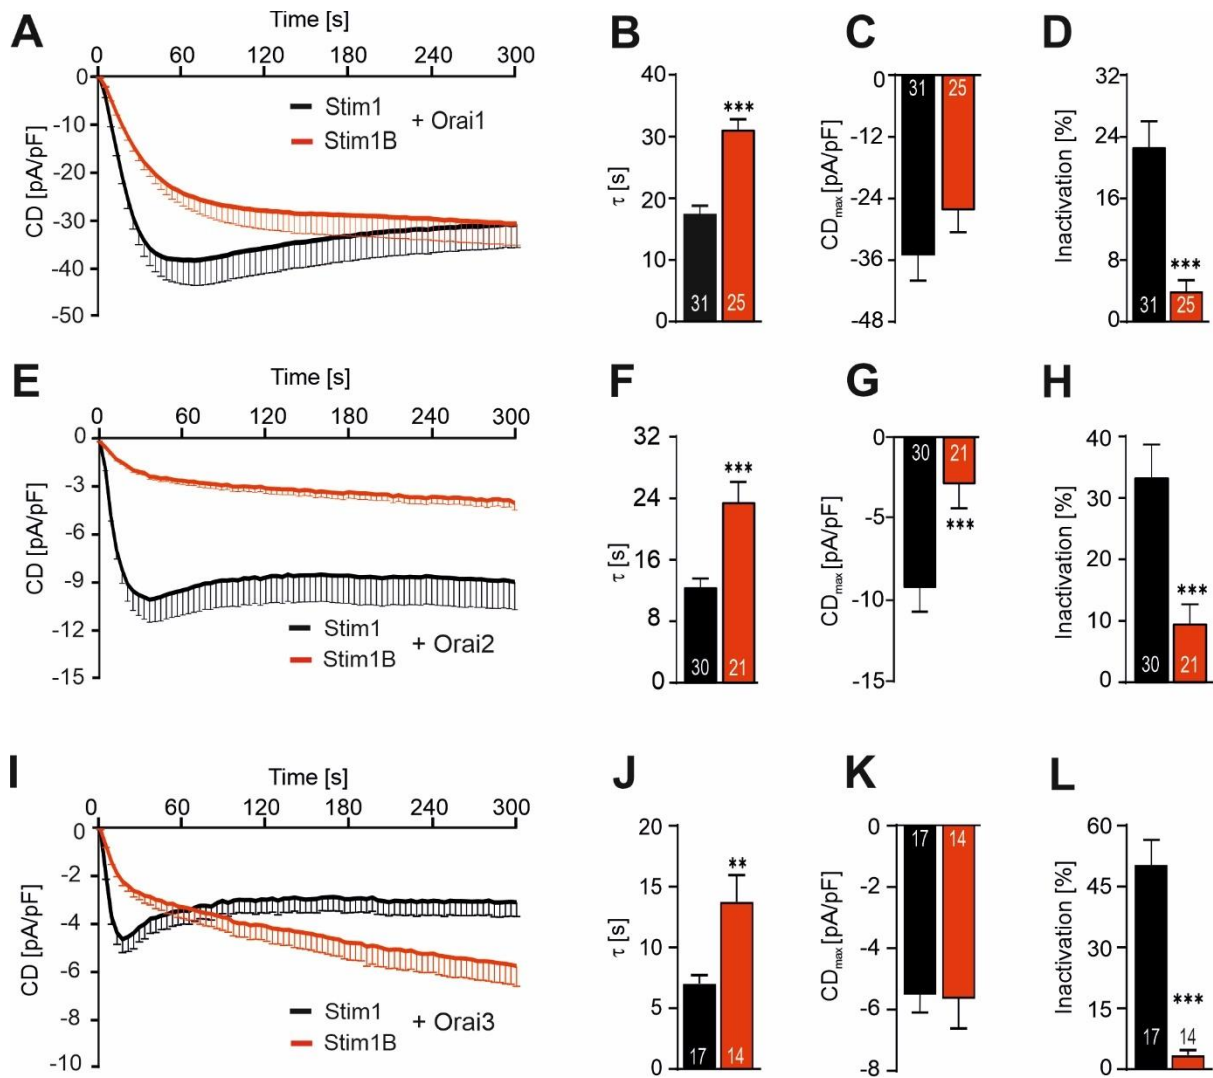 A
Time [s]
0 60 120 180 240 300
0
-10
-20
-30
-40
-50
CD [pA/pF]
Stim1
Stim1B
+ Orai1
B
40
30
20
10
0
τ [s]
***
31 25
C
0
-12
-24
-36
-48
CDmax [pA/pF]
31 25
D
32
24
16
8
0
Inactivation [%]
***
31 25
E
Time [s]
0 60 120 180 240 300
0
-3
-6
-9
-12
-15
CD [pA/pF]
Stim1
Stim1B
+ Orai2
F
32
24
16
8
0
τ [s]
***
30 21
G
0
-5
-10
-15
CDmax [pA/pF]
30 21
***
H
40
30
20
10
0
Inactivation [%]
***
30 21
I
Time [s]
0 60 120 180 240 300
0
-2
-4
-6
-8
-10
CD [pA/pF]
Stim1
Stim1B
+ Orai3
J
20
15
10
5
0
τ [s]
**
17 14
K
0
-2
-4
-6
-8
CDmax [pA/pF]
17 14
L
60
45
30
15
0
Inactivation [%]
***
17 14